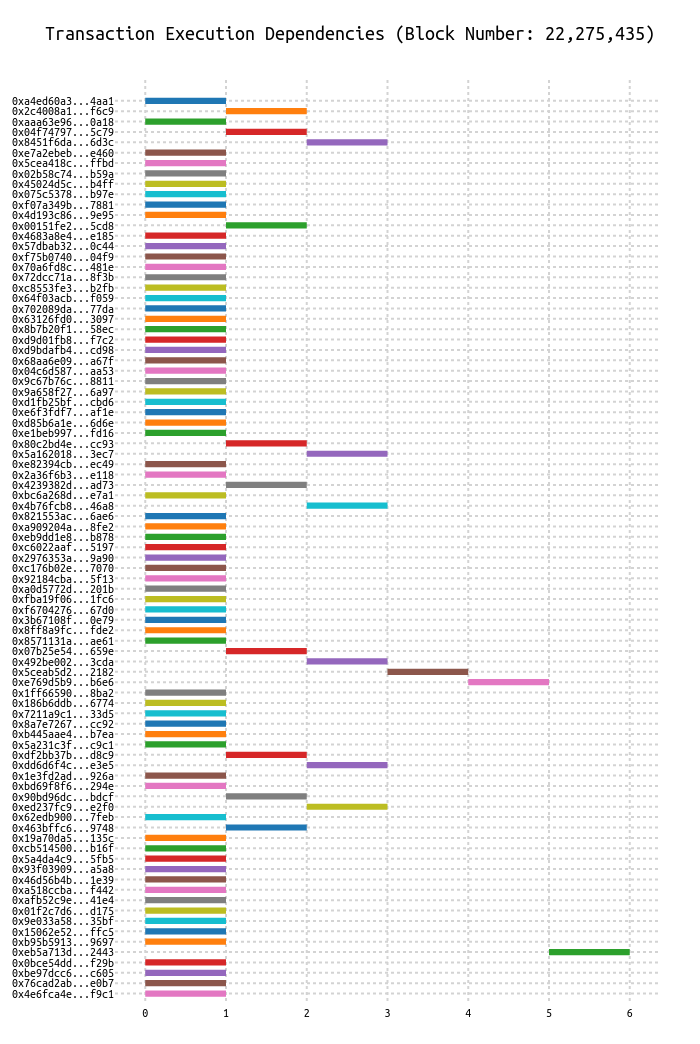 Transaction Execution Dependencies (Block Number: 22,275,435)
0xa4ed60a3...4aa1
0x2c4008a1...f6c9
0xaaa63e96...0a18
0x04f74797...5c79
0x8451f6da...6d3c
0xe7a2ebeb...e460
0x5cea418c...ffbd
0x02b58c74...b59a
0x45024d5c...b4ff
0x075c5378...b97e
0xf07a349b...7881
0x4d193c86...9e95
0x00151fe2...5cd8
0x4683a8e4...e185
0x57dbab32...0c44
0xf75b0740...04f9
0x70a6fd8c...481e
0x72dcc71a...8f3b
0xc8553fe3...b2fb
0x64f03acb...f059
0x702089da...77da
0x63126fd0...3097
0x8b7b20f1...58ec
0xd9d01fb8...f7c2
0xd9bdafb4...cd98
0x68aa6e09...a67f
0x04c6d587...aa53
0x9c67b76c...8811
0x9a658f27...6a97
0xd1fb25bf...cbd6
0xe6f3fdf7...af1e
0xd85b6a1e...6d6e
0xe1beb997...fd16
0x80c2bd4e...cc93
0x5a162018...3ec7
0xe82394cb...ec49
0x2a36f6b3...e118
0x4239382d...ad73
0xbc6a268d...e7a1
0x4b76fcb8...46a8
0x821553ac...6ae6
0xa909204a...8fe2
0xeb9dd1e8...b878
0xc6022aaf...5197
0x2976353a...9a90
0xc176b02e...7070
0x92184cba...5f13
0xa0d5772d...201b
0xfba19f06...1fc6
0xf6704276...67d0
0x3b67108f...0e79
0x8ff8a9fc...fde2
0x8571131a...ae61
0x07b25e54...659e
0x492be002...3cda
0x5ceab5d2...2182
0xe769d5b9...b6e6
0x1ff66590...8ba2
0x186b6ddb...6774
0x7211a9c1...33d5
0x8a7e7267...cc92
0xb445aae4...b7ea
0x5a231c3f...c9c1
0xdf2bb37b...d8c9
0xdd6d6f4c...e3e5
0x1e3fd2ad...926a
0xbd69f8f6...294e
0x90bd96dc...bdcf
0xed237fc9...e2f0
0x62edb900...7feb
0x463bffc6...9748
0x19a70da5...135c
0xcb514500...b16f
0x5a4da4c9...5fb5
0x93f03909...a5a8
0x46d56b4b...1e39
0xa518ccba...f442
0xafb52c9e...41e4
0x01f2c7d6...d175
0x9e033a58...35bf
0x15062e52...ffc5
0xb95b5913...9697
0xeb5a713d...2443
0x0bce54dd...f29b
0xbe97dcc6...c605
0x76cad2ab...e0b7
0x4e6fca4e...f9c1
0 1 2 3 4 5 6